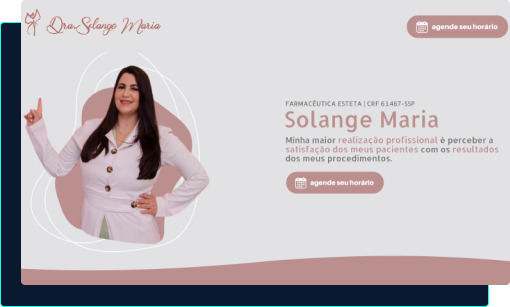 Dra. Solange Maria
agende seu horário
FARMACÊUTICA ESTETA | CRF 63.467-SSP
Solange Maria
Minha maior realização profissional é perceber a
satisfação dos meus pacientes com os resultados
dos meus procedimentos.
agende seu horário